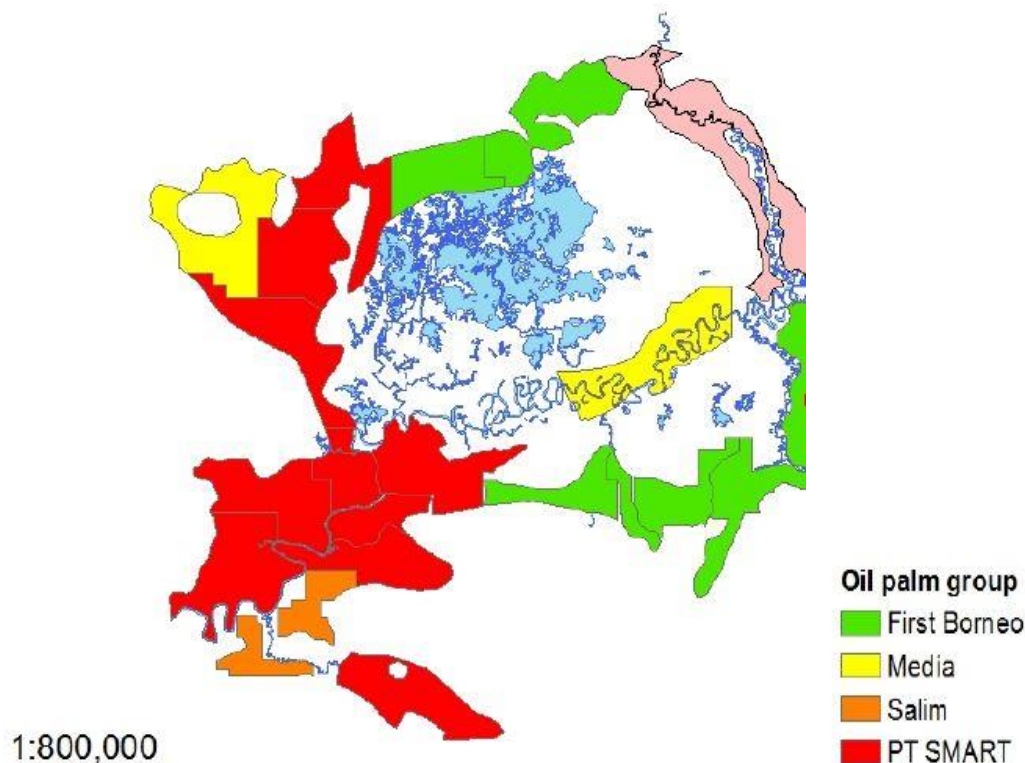 Oil palm group
First Borneo
Media
Salim
PT SMART
1:800,000